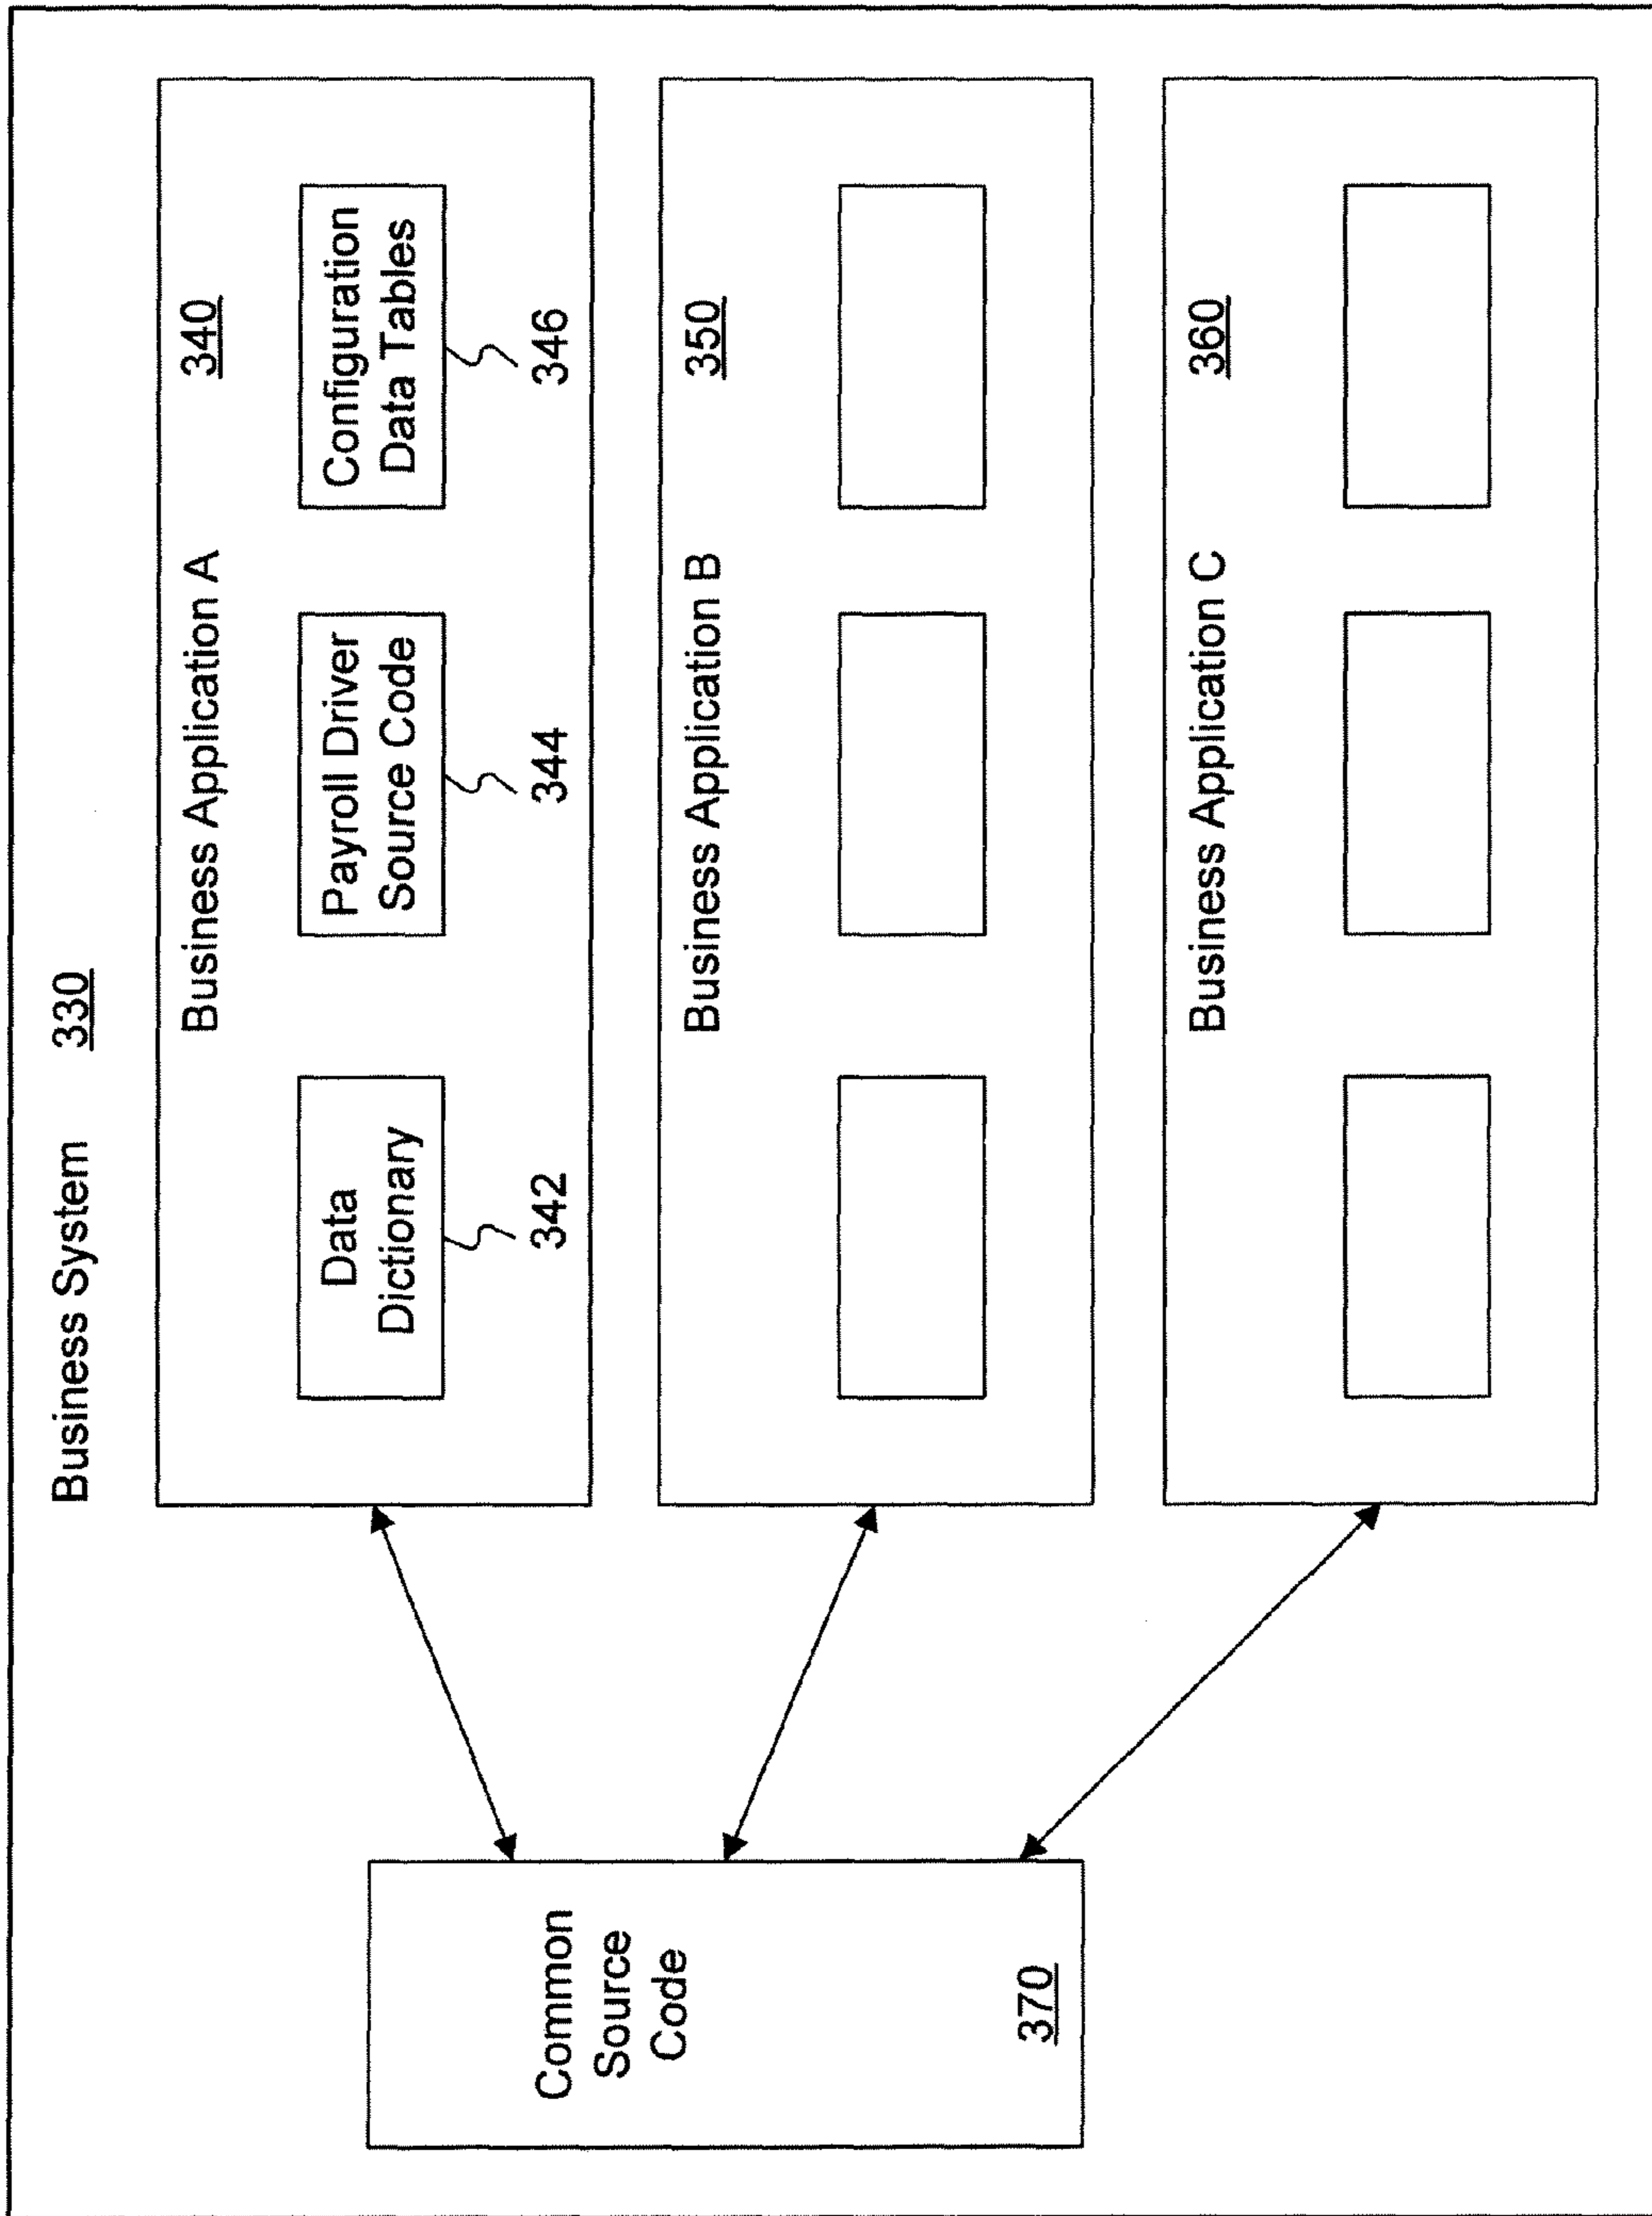 Business System 330
Business Application A 340
Data
Dictionary
342
Payroll Driver
Source Code
344
Configuration
Data Tables
346
Business Application B 350
Business Application C 360
Common
Source
Code
370